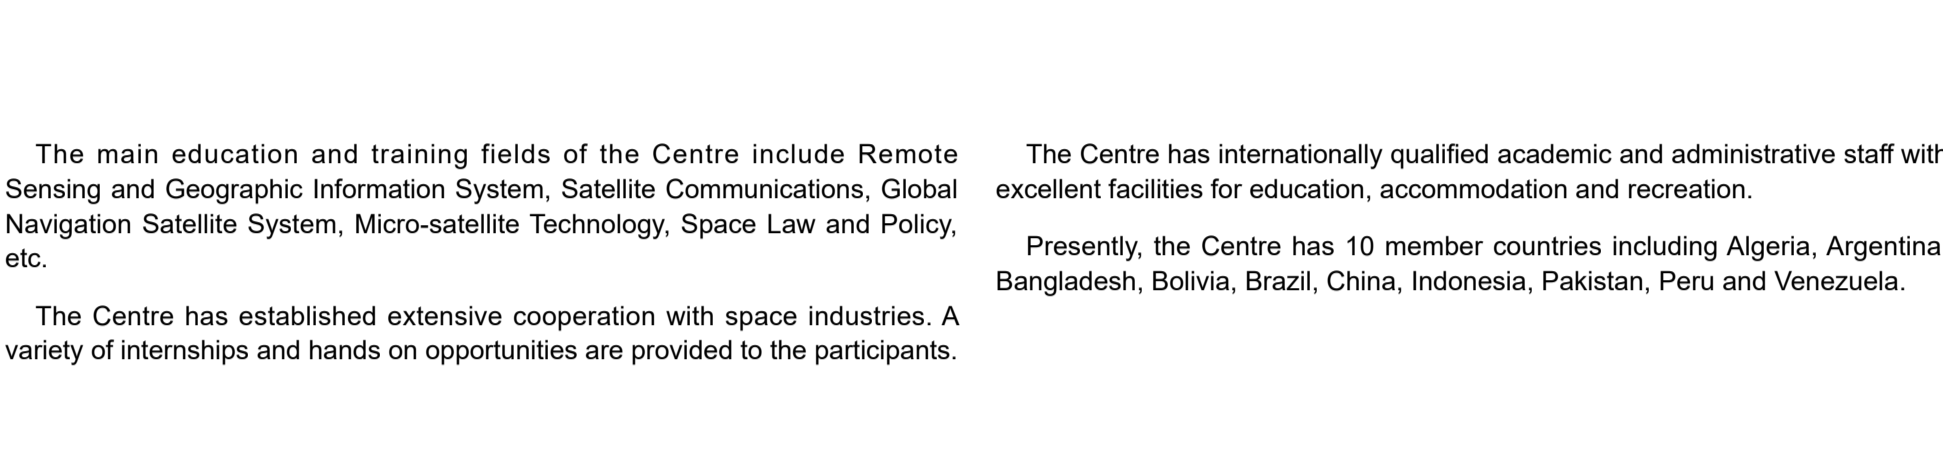 The main education and training fields of the Centre include Remote
Sensing and Geographic Information System, Satellite Communications, Global
Navigation Satellite System, Micro-satellite Technology, Space Law and Policy,
etc.
The Centre has established extensive cooperation with space industries. A
variety of internships and hands on opportunities are provided to the participants.
The Centre has internationally qualified academic and administrative staff with
excellent facilities for education, accommodation and recreation.
Presently, the Centre has 10 member countries including Algeria, Argentina
Bangladesh, Bolivia, Brazil, China, Indonesia, Pakistan, Peru and Venezuela.